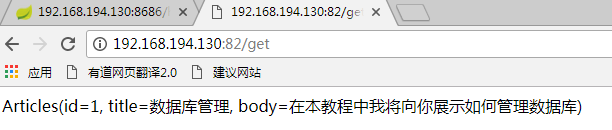 192.168.194.130:8686/ 192.168.194.130:82/get
192.168.194.130:82/get
应用 有道网页翻译2.0 建议网站
Articles(id=1, title=数据库管理, body=在本教程中我将向你展示如何管理数据库)